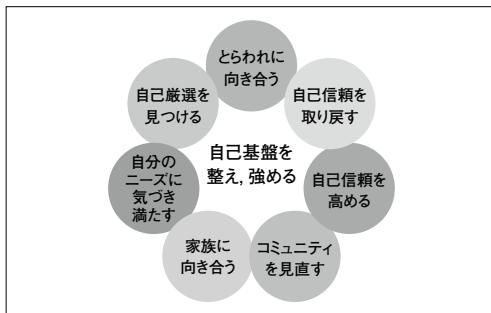 とらわれに
向き合う
自己信頼を
取り戻す
自己信頼を
高める
コミュニティ
を見直す
家族に
向き合う
自分の
ニーズに
気づき
満たす
自己厳選を
見つける
自己基盤を
整え，強める